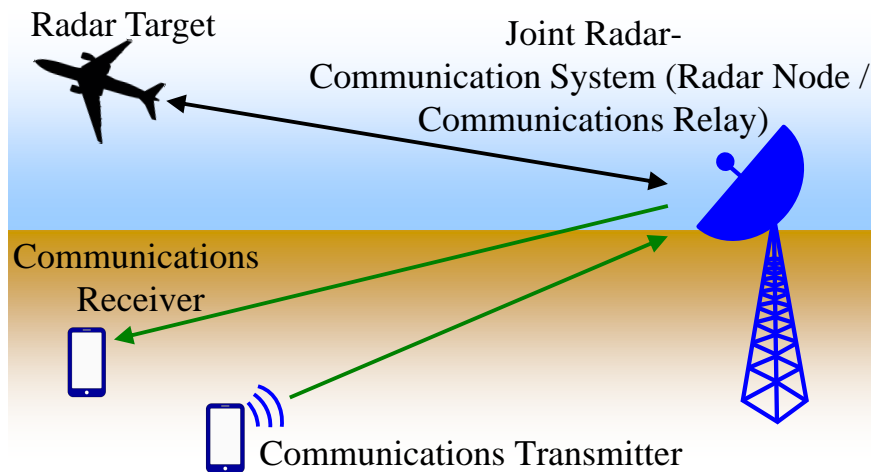 Radar Target
Joint Radar-
Communication System (Radar Node /
Communications Relay)
Communications
Receiver
Communications Transmitter